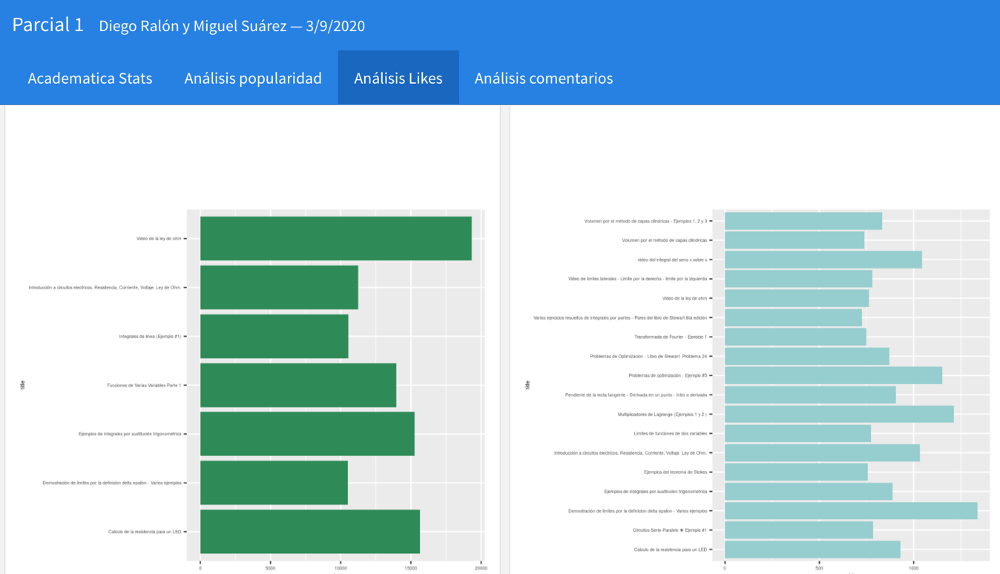 Parcial 1 Diego Ralón y Miguel Suárez — 3/9/2020
Academatica Stats Análisis popularidad Análisis Likes Análisis comentarios
Video de la ley de ohm
Introducción a circuitos electricos. Resistencia, Corriente, Voltaje. Ley de Ohm.
Integrales de linea (Ejemplo #1)
title
Funciones de Varias Variables Parte 1
Ejemplos de integrales por sustitución trigonométrica
Demostración de limites por la definicion delta epsilon - Varios ejemplos
Calculo de la resistencia para un LED
0 5000 10000 15000 20000
Volumen por el método de capas cilíndricas - Ejemplos 1, 2 y 3
Volumen por el método de capas cilíndricas
video del integral del seno x sobre x
Video de limites laterales - Limite por la derecha - limite por la izquierda
Video de la ley de ohm
Varios ejercicios resueltos de integrales por partes - Pares del libro de Stewart 6ta edición
Transformada de Fourier - Ejercicio 1
Problemas de Optimizacion - Libro de Stewart Problema 24
Problemas de optimización - Ejemplo #5
title
Pendiente de la recta tangente - Derivada en un punto - Intro a derivada
Multiplicadores de Lagrange (Ejemplos 1 y 2 )
Limites de funciones de dos variables
Introducción a circuitos electricos. Resistencia, Corriente, Voltaje. Ley de Ohm.
Ejemplos del teorema de Stokes
Ejemplos de integrales por sustitución trigonométrica
Demostración de limites por la definicion delta epsilon - Varios ejemplos
Circuitos Serie-Paralelo ❖ Ejemplo #1
Calculo de la resistencia para un LED
0 500 1000